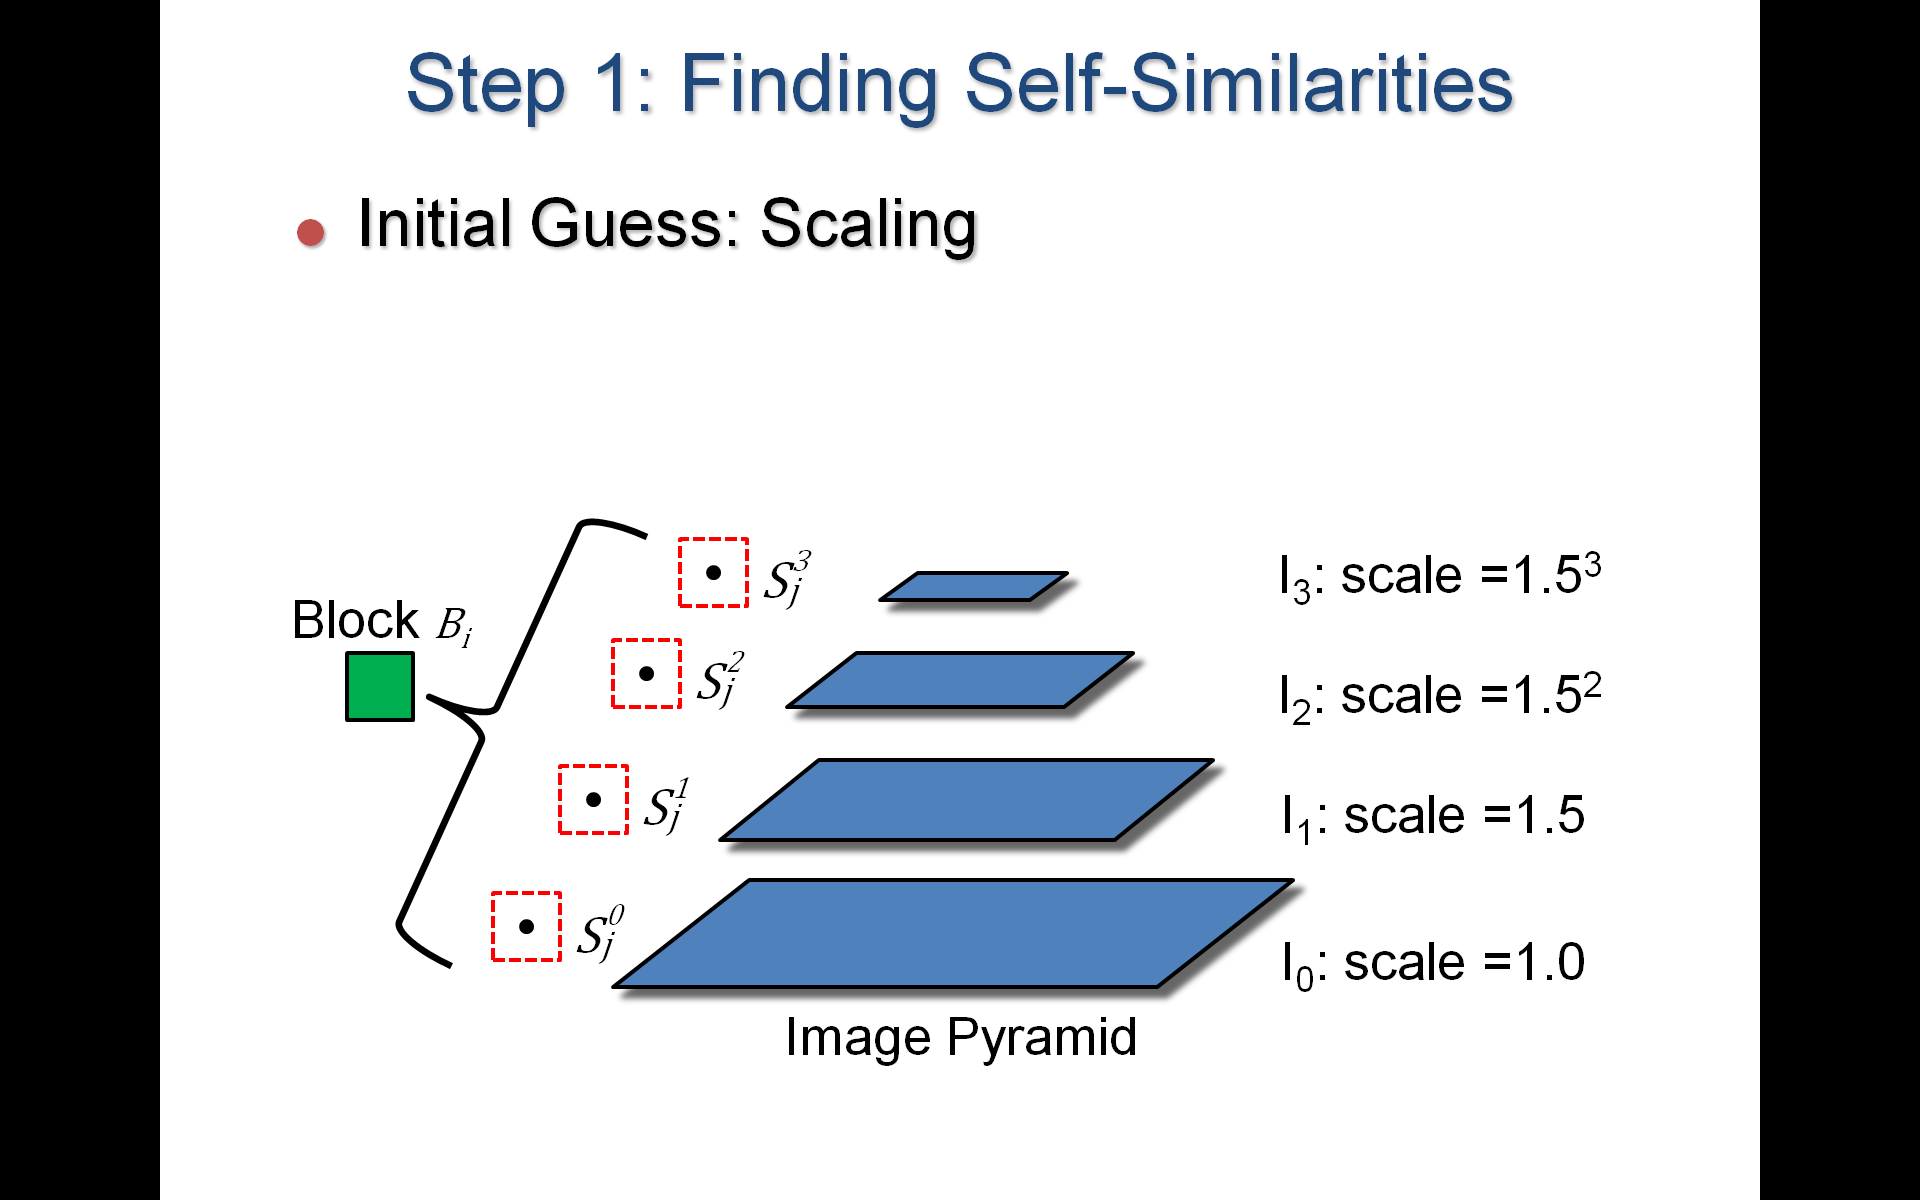 Step 1: Finding Self-Similarities
Initial Guess: Scaling
Block B_i
S_j^3
I_3: scale =1.5^3
S_j^2
I_2: scale =1.5^2
S_j^1
I_1: scale =1.5
S_j^0
I_0: scale =1.0
Image Pyramid